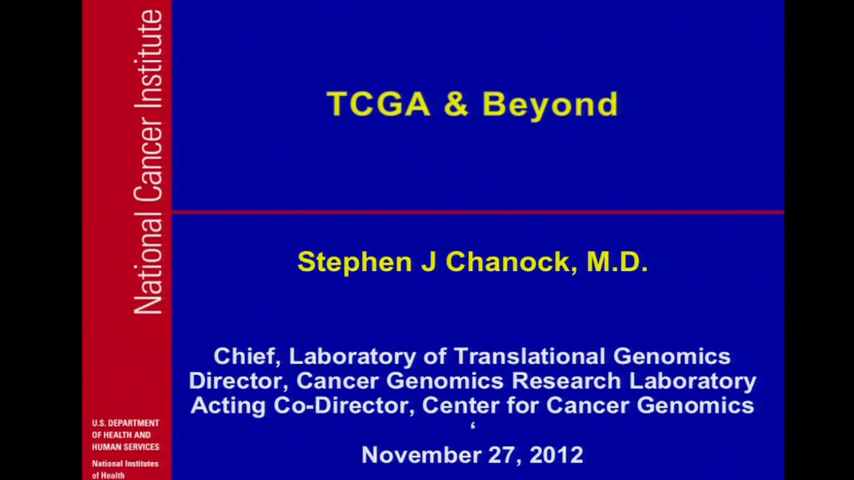 National Cancer Institute
TCGA & Beyond
Stephen J Chanock, M.D.
Chief, Laboratory of Translational Genomics
Director, Cancer Genomics Research Laboratory
Acting Co-Director, Center for Cancer Genomics
‘
November 27, 2012
U.S. DEPARTMENT
OF HEALTH AND
HUMAN SERVICES
National Institutes
of Health